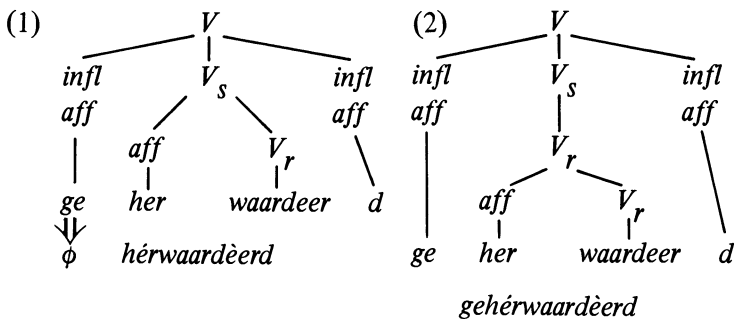 (1) V
infl V_s infl
aff aff
aff V_r
ge her waardeer d
⇓
ϕ hérwaardèerd
(2) V
infl V_s infl
aff aff
V_r
aff V_r
ge her waardeer d
gehérwaardèerd